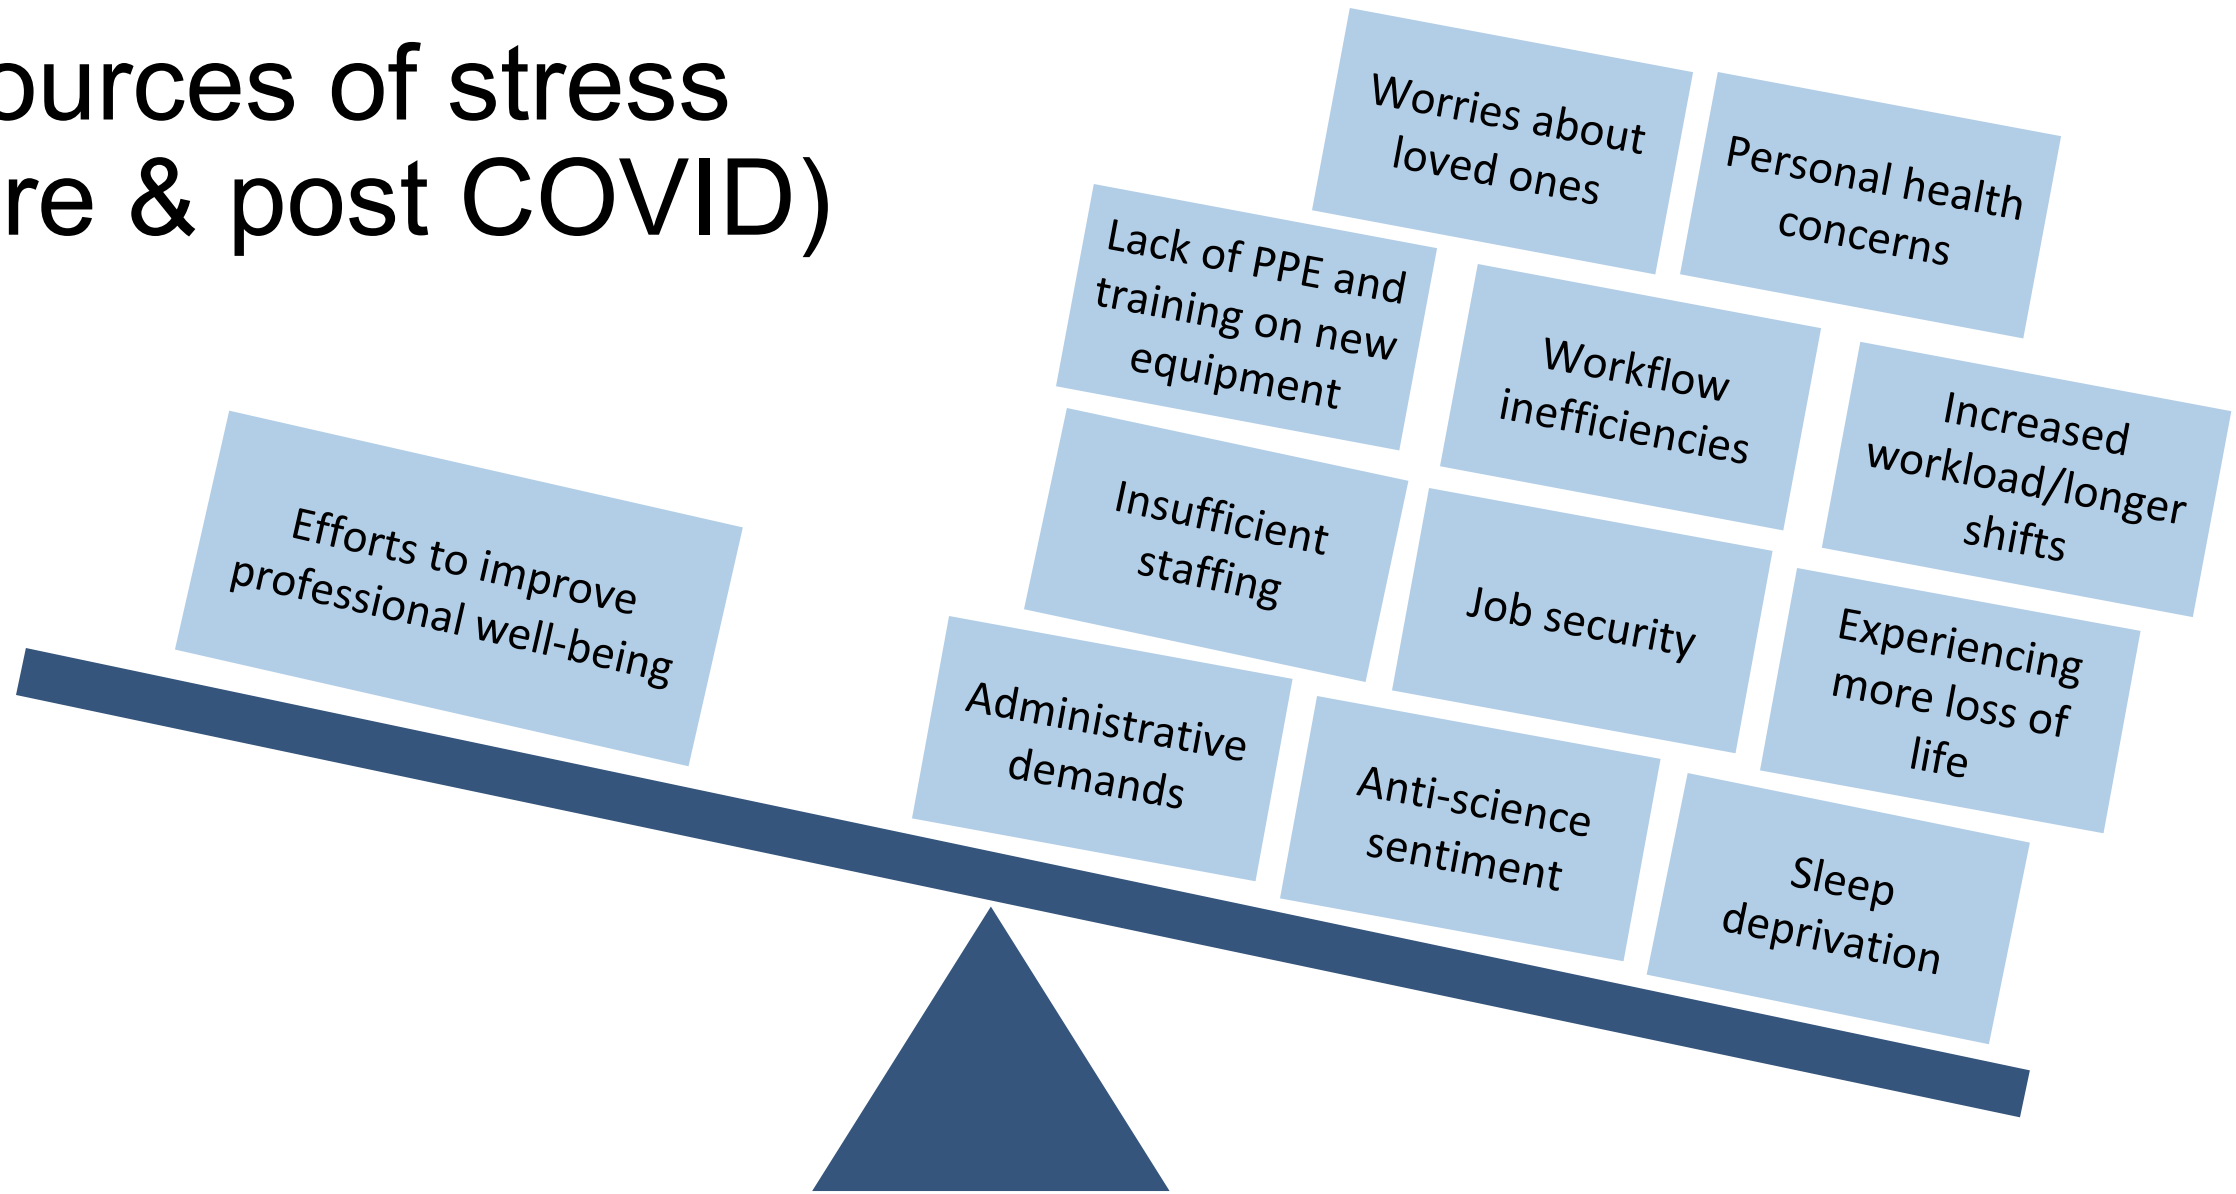 ources of stress
re & post COVID)
Worries about
loved ones
Personal health
concerns
Lack of PPE and
training on new
equipment
Workflow
inefficiencies
Increased
workload/longer
shifts
Efforts to improve
professional well-being
Insufficient
staffing
Job security
Experiencing
more loss of
life
Administrative
demands
Anti-science
sentiment
Sleep
deprivation